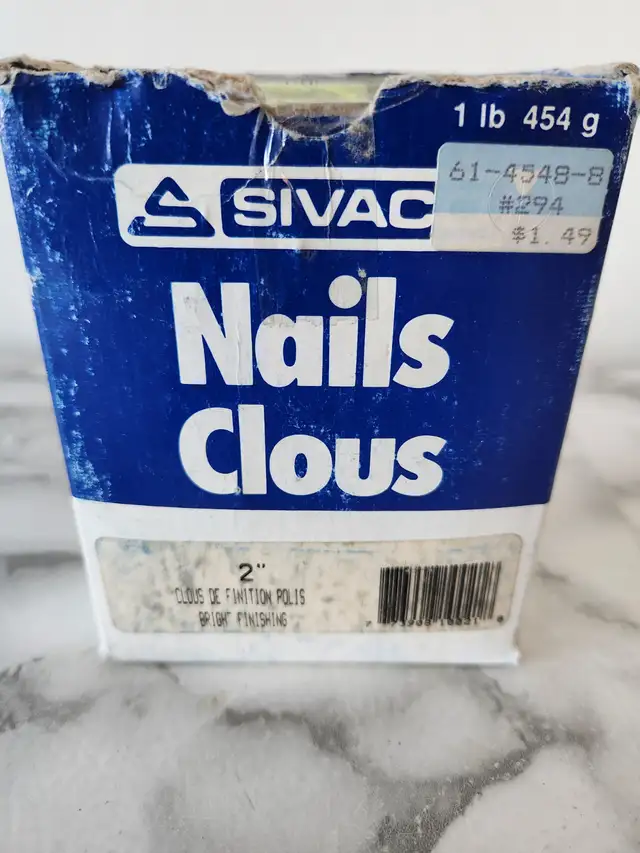 1 lb 454 g
61-4548-8
#294
$1.49
SIVAC
Nails
Clous
2"
CLOUS DE FINITION POLIS
BRIGHT FINISHING